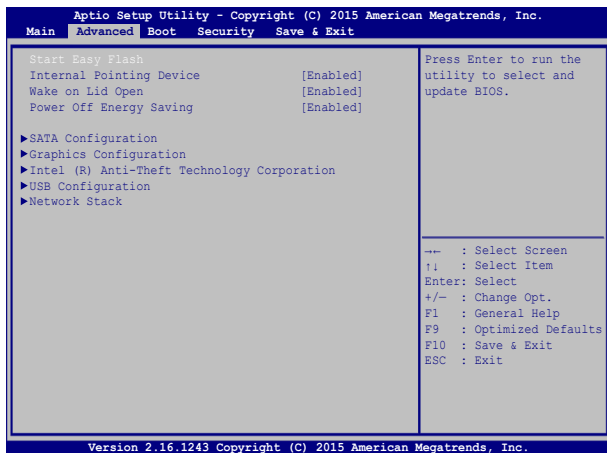 Aptio Setup Utility - Copyright (C) 2015 American Megatrends, Inc.
Main Advanced Boot Security Save & Exit
Start Easy Flash
Internal Pointing Device [Enabled]
Wake on Lid Open [Enabled]
Power Off Energy Saving [Enabled]
▶SATA Configuration
▶Graphics Configuration
▶Intel (R) Anti-Theft Technology Corporation
▶USB Configuration
▶Network Stack
Press Enter to run the
utility to select and
update BIOS.
→← : Select Screen
↑↓ : Select Item
Enter: Select
+/— : Change Opt.
F1 : General Help
F9 : Optimized Defaults
F10 : Save & Exit
ESC : Exit
Version 2.16.1243 Copyright (C) 2015 American Megatrends, Inc.